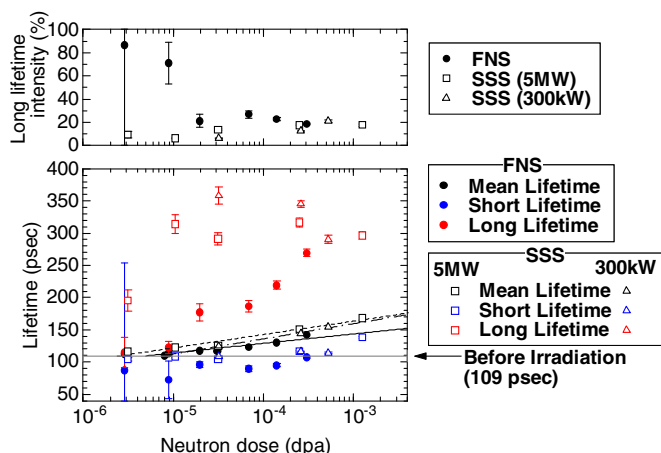 Long lifetime
intensity (%)
100
80
60
40
20
0
FNS
SSS (5MW)
SSS (300kW)
Lifetime (psec)
400
350
300
250
200
150
100
50
10-6
10-5
10-4
10-3
Neutron dose (dpa)
FNS
Mean Lifetime
Short Lifetime
Long Lifetime
SSS
5MW 300kW
Mean Lifetime
Short Lifetime
Long Lifetime
Before Irradiation
(109 psec)